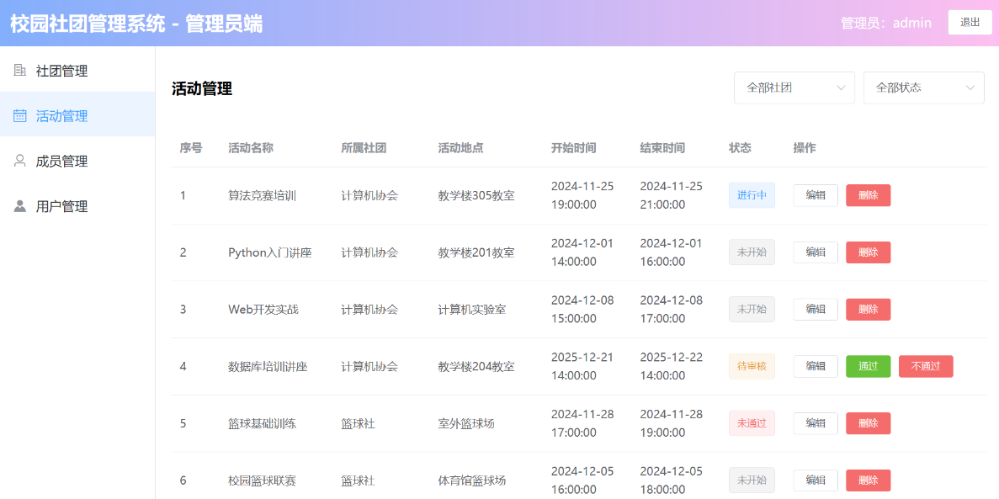 校园社团管理系统 - 管理员端
管理员：admin
退出
社团管理
活动管理
成员管理
用户管理
活动管理
全部社团
全部状态
序号 活动名称 所属社团 活动地点 开始时间 结束时间 状态 操作
1 算法竞赛培训 计算机协会 教学楼305教室 2024-11-25 19:00:00 2024-11-25 21:00:00 进行中 编辑 删除
2 Python入门讲座 计算机协会 教学楼201教室 2024-12-01 14:00:00 2024-12-01 16:00:00 未开始 编辑 删除
3 Web开发实战 计算机协会 计算机实验室 2024-12-08 15:00:00 2024-12-08 17:00:00 未开始 编辑 删除
4 数据库培训讲座 计算机协会 教学楼204教室 2025-12-21 14:00:00 2025-12-22 14:00:00 待审核 编辑 通过 不通过
5 篮球基础训练 篮球社 室外篮球场 2024-11-28 17:00:00 2024-11-28 19:00:00 未通过 编辑 删除
6 校园篮球联赛 篮球社 体育馆篮球场 2024-12-05 16:00:00 2024-12-05 18:00:00 未开始 编辑 删除